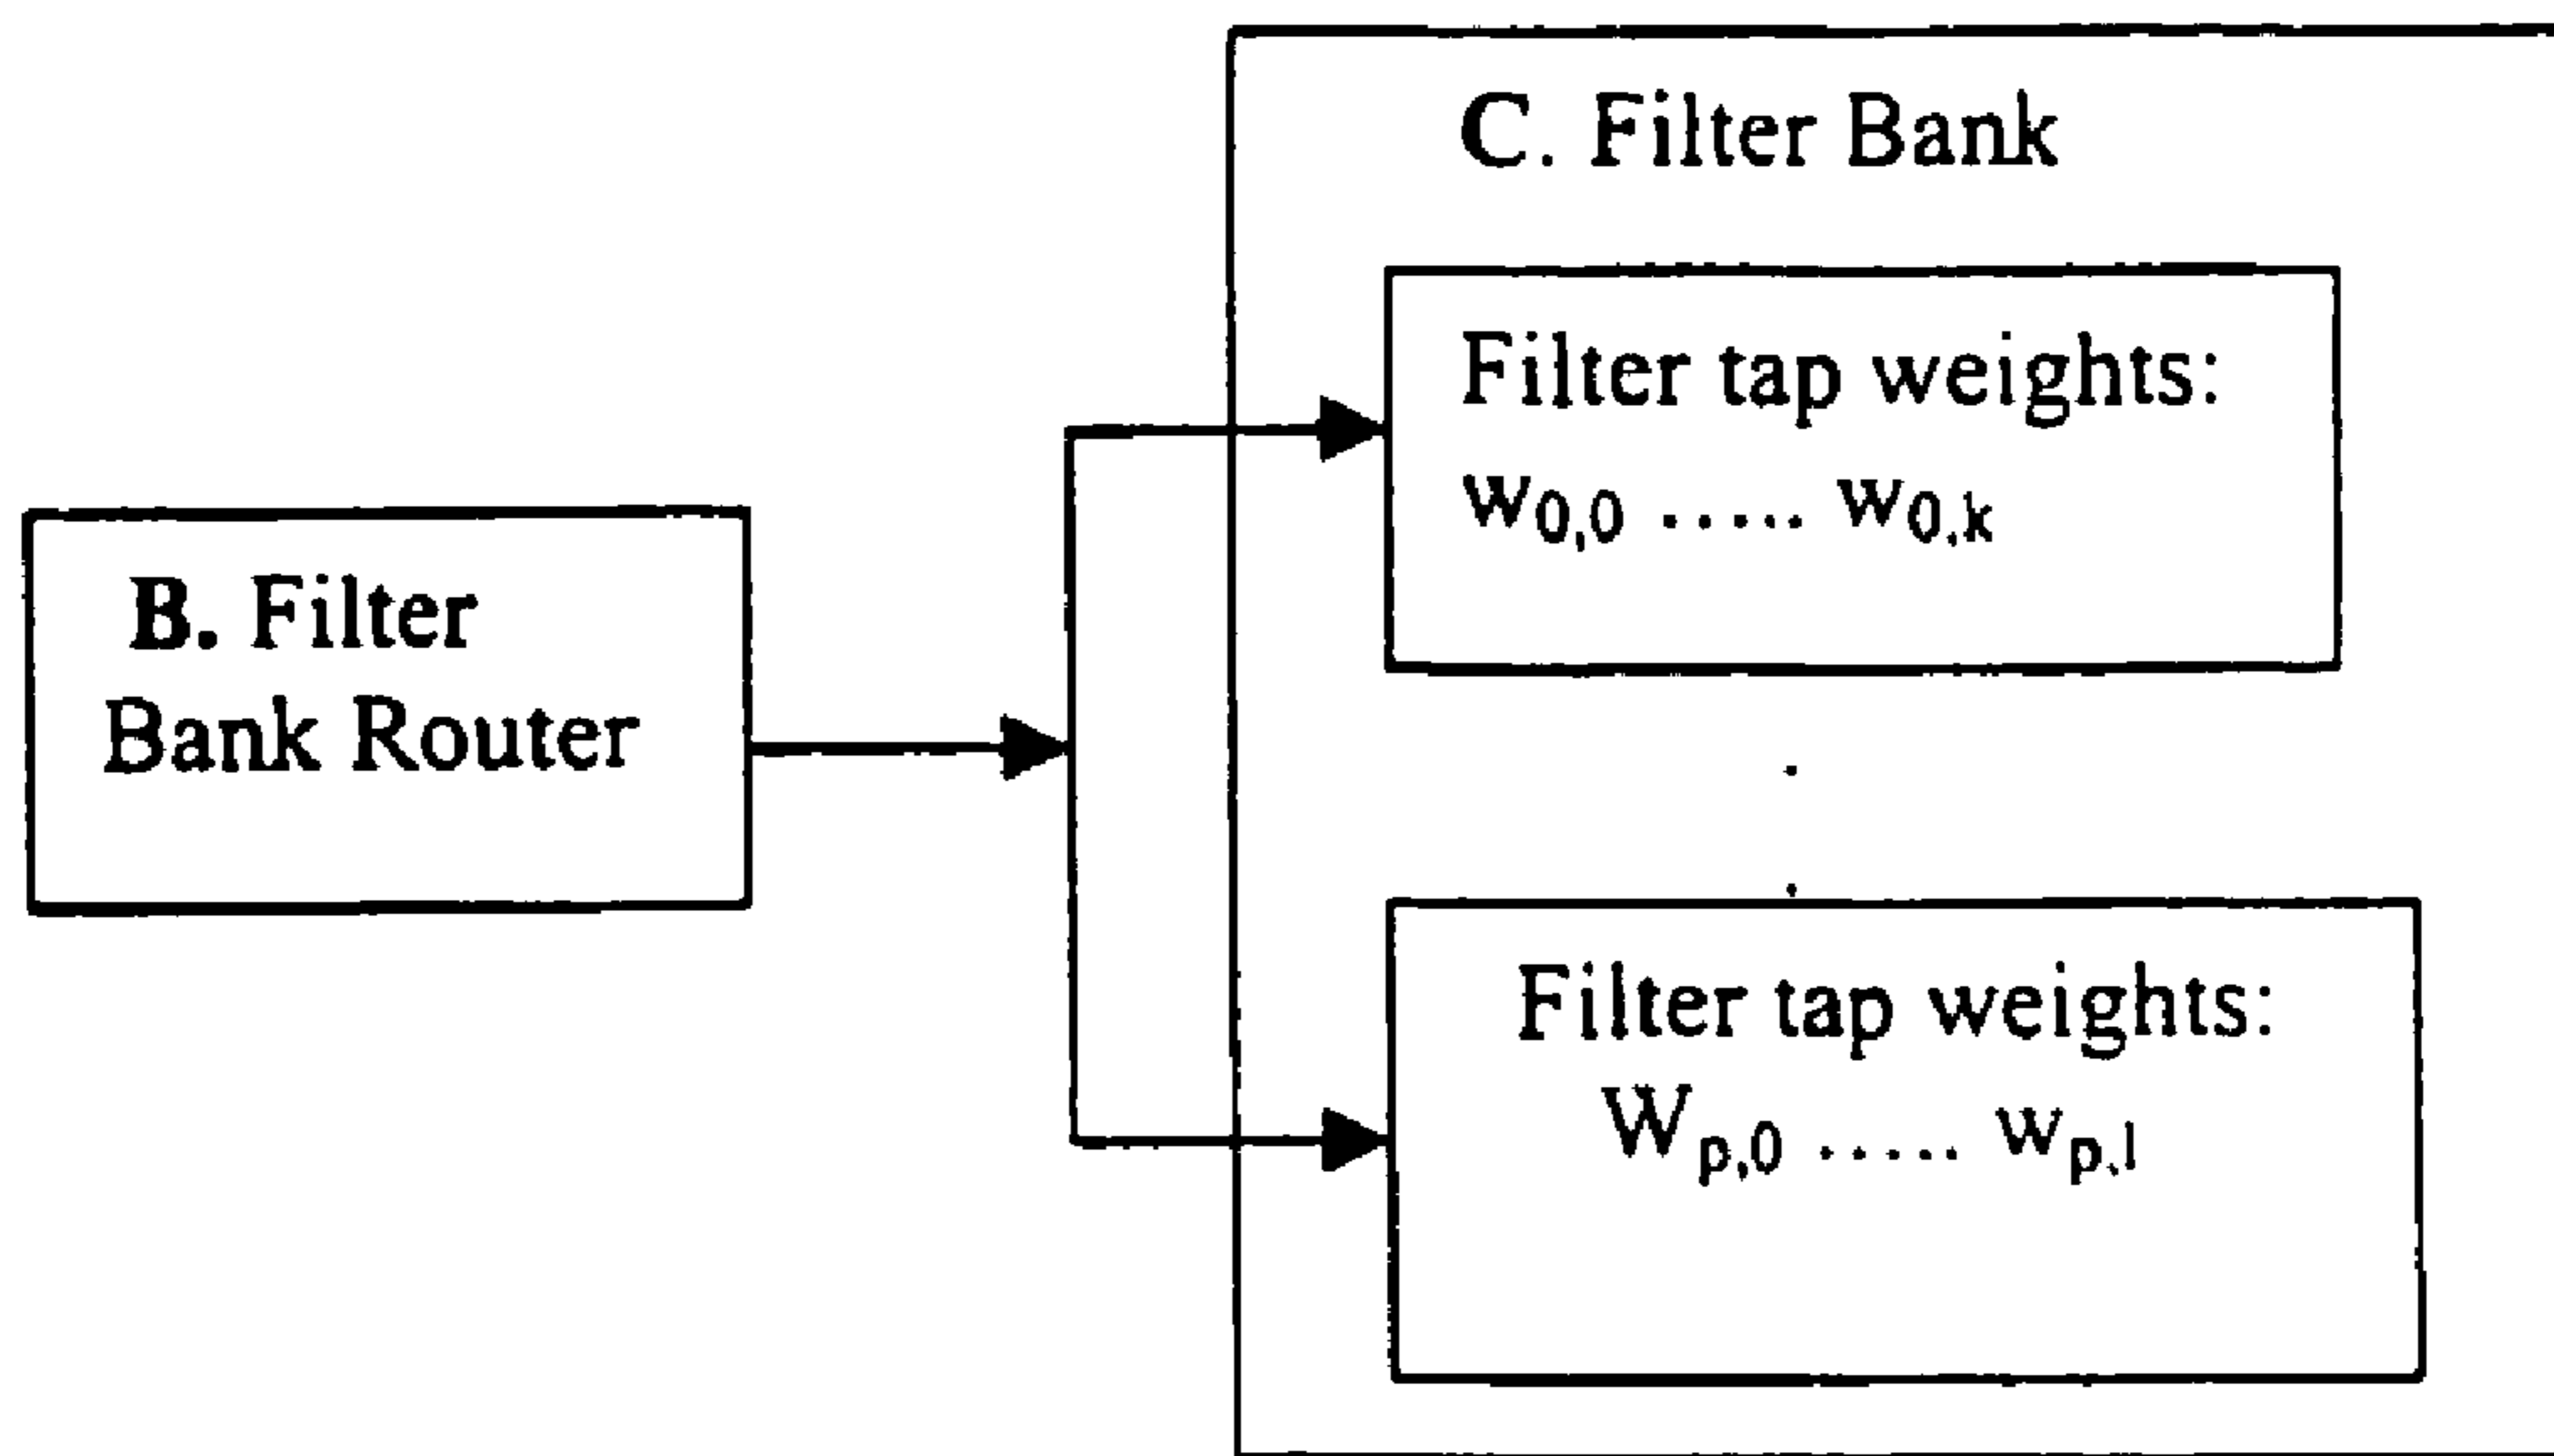 C. Filter Bank
Filter tap weights:
w0,0 ..... w0,k
B. Filter
Bank Router
Filter tap weights:
Wp,0 ..... wp,l